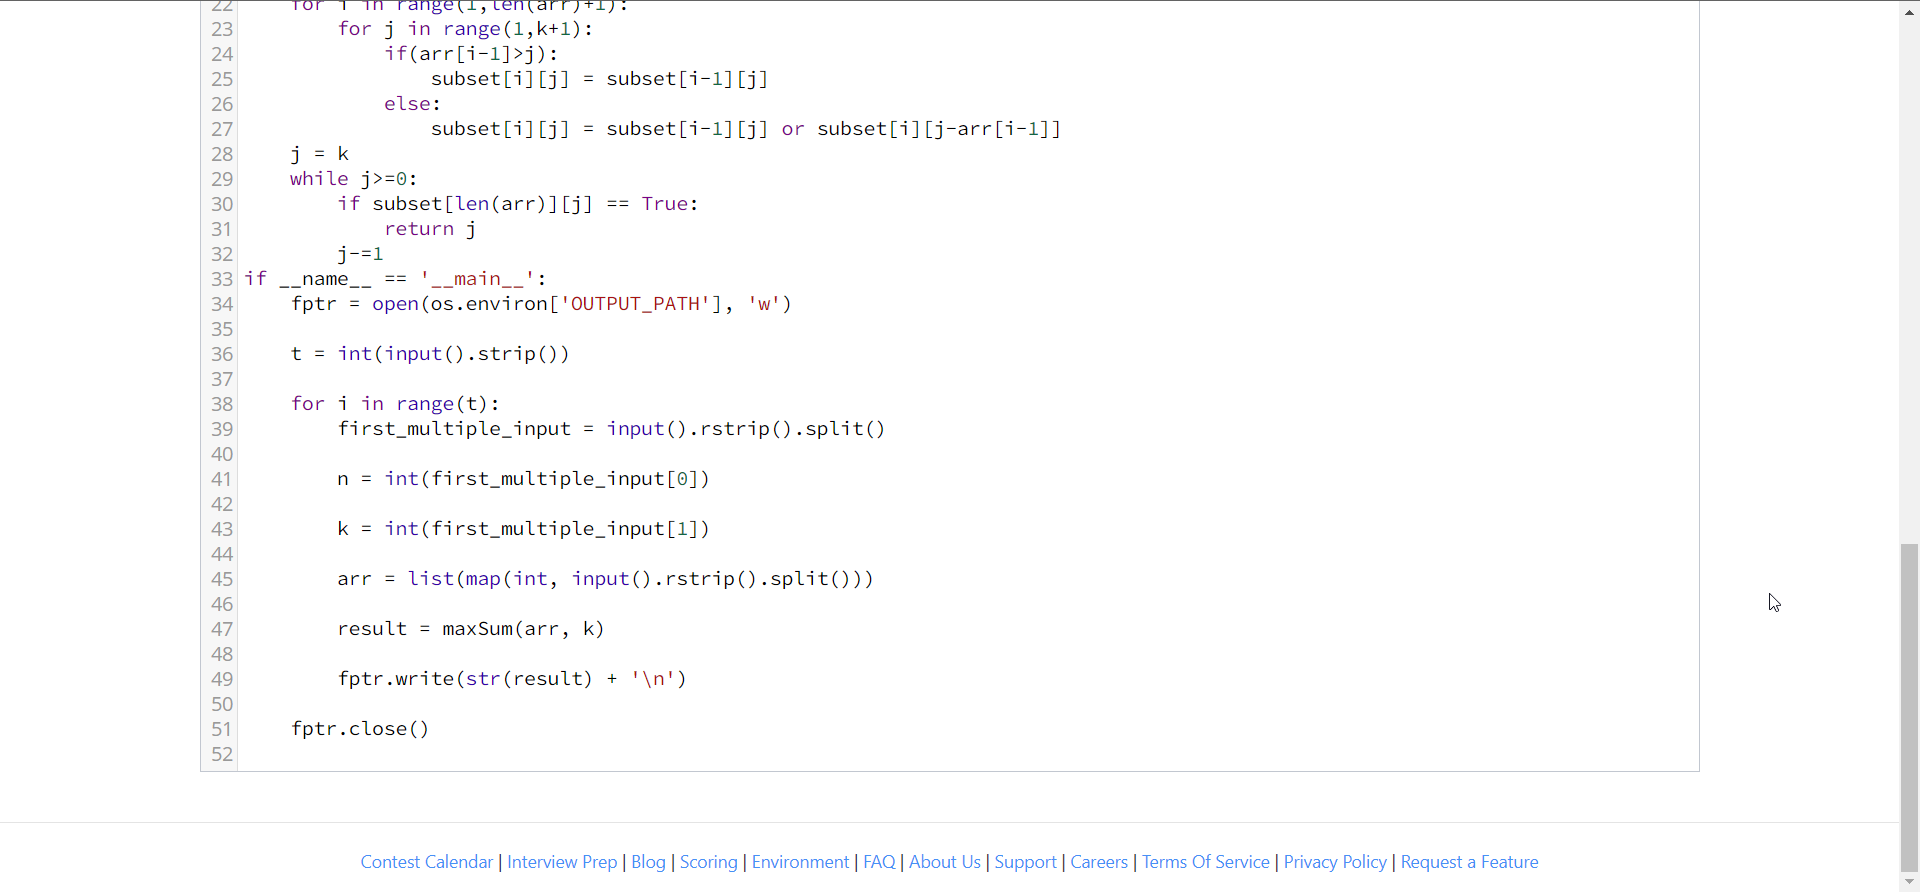 22     for i in range(1,len(arr)+1):
23         for j in range(1,k+1):
24             if(arr[i-1]>j):
25                 subset[i][j] = subset[i-1][j]
26             else:
27                 subset[i][j] = subset[i-1][j] or subset[i][j-arr[i-1]]
28     j = k
29     while j>=0:
30         if subset[len(arr)][j] == True:
31             return j
32         j-=1
33 if __name__ == '__main__':
34     fptr = open(os.environ['OUTPUT_PATH'], 'w')
35
36     t = int(input().strip())
37
38     for i in range(t):
39         first_multiple_input = input().rstrip().split()
40
41         n = int(first_multiple_input[0])
42
43         k = int(first_multiple_input[1])
44
45         arr = list(map(int, input().rstrip().split()))
46
47         result = maxSum(arr, k)
48
49         fptr.write(str(result) + '\n')
50
51     fptr.close()
52
Contest Calendar | Interview Prep | Blog | Scoring | Environment | FAQ | About Us | Support | Careers | Terms Of Service | Privacy Policy | Request a Feature